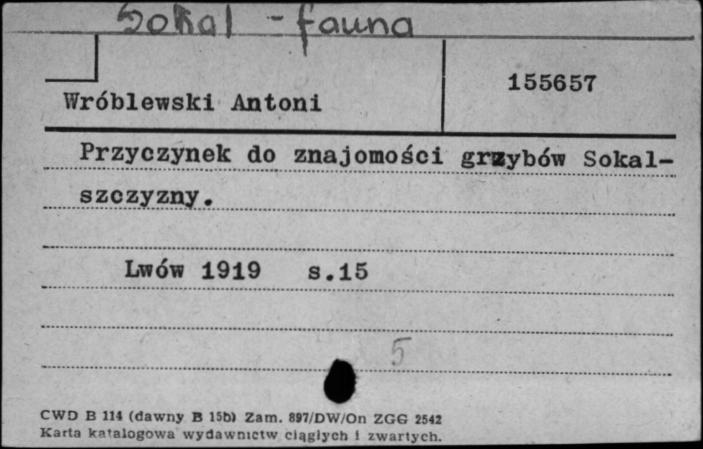 Sokal - fauna
155657
Wróblewski Antoni
Przyczynek do znajomości grzybów Sokal-
szczyzny.
Lwów 1919 s.15
5
CWD B 114 (dawny B 15b) Zam. 897/DW/On ZGG 2542
Karta katalogowa wydawnictw ciągłych i zwartych.